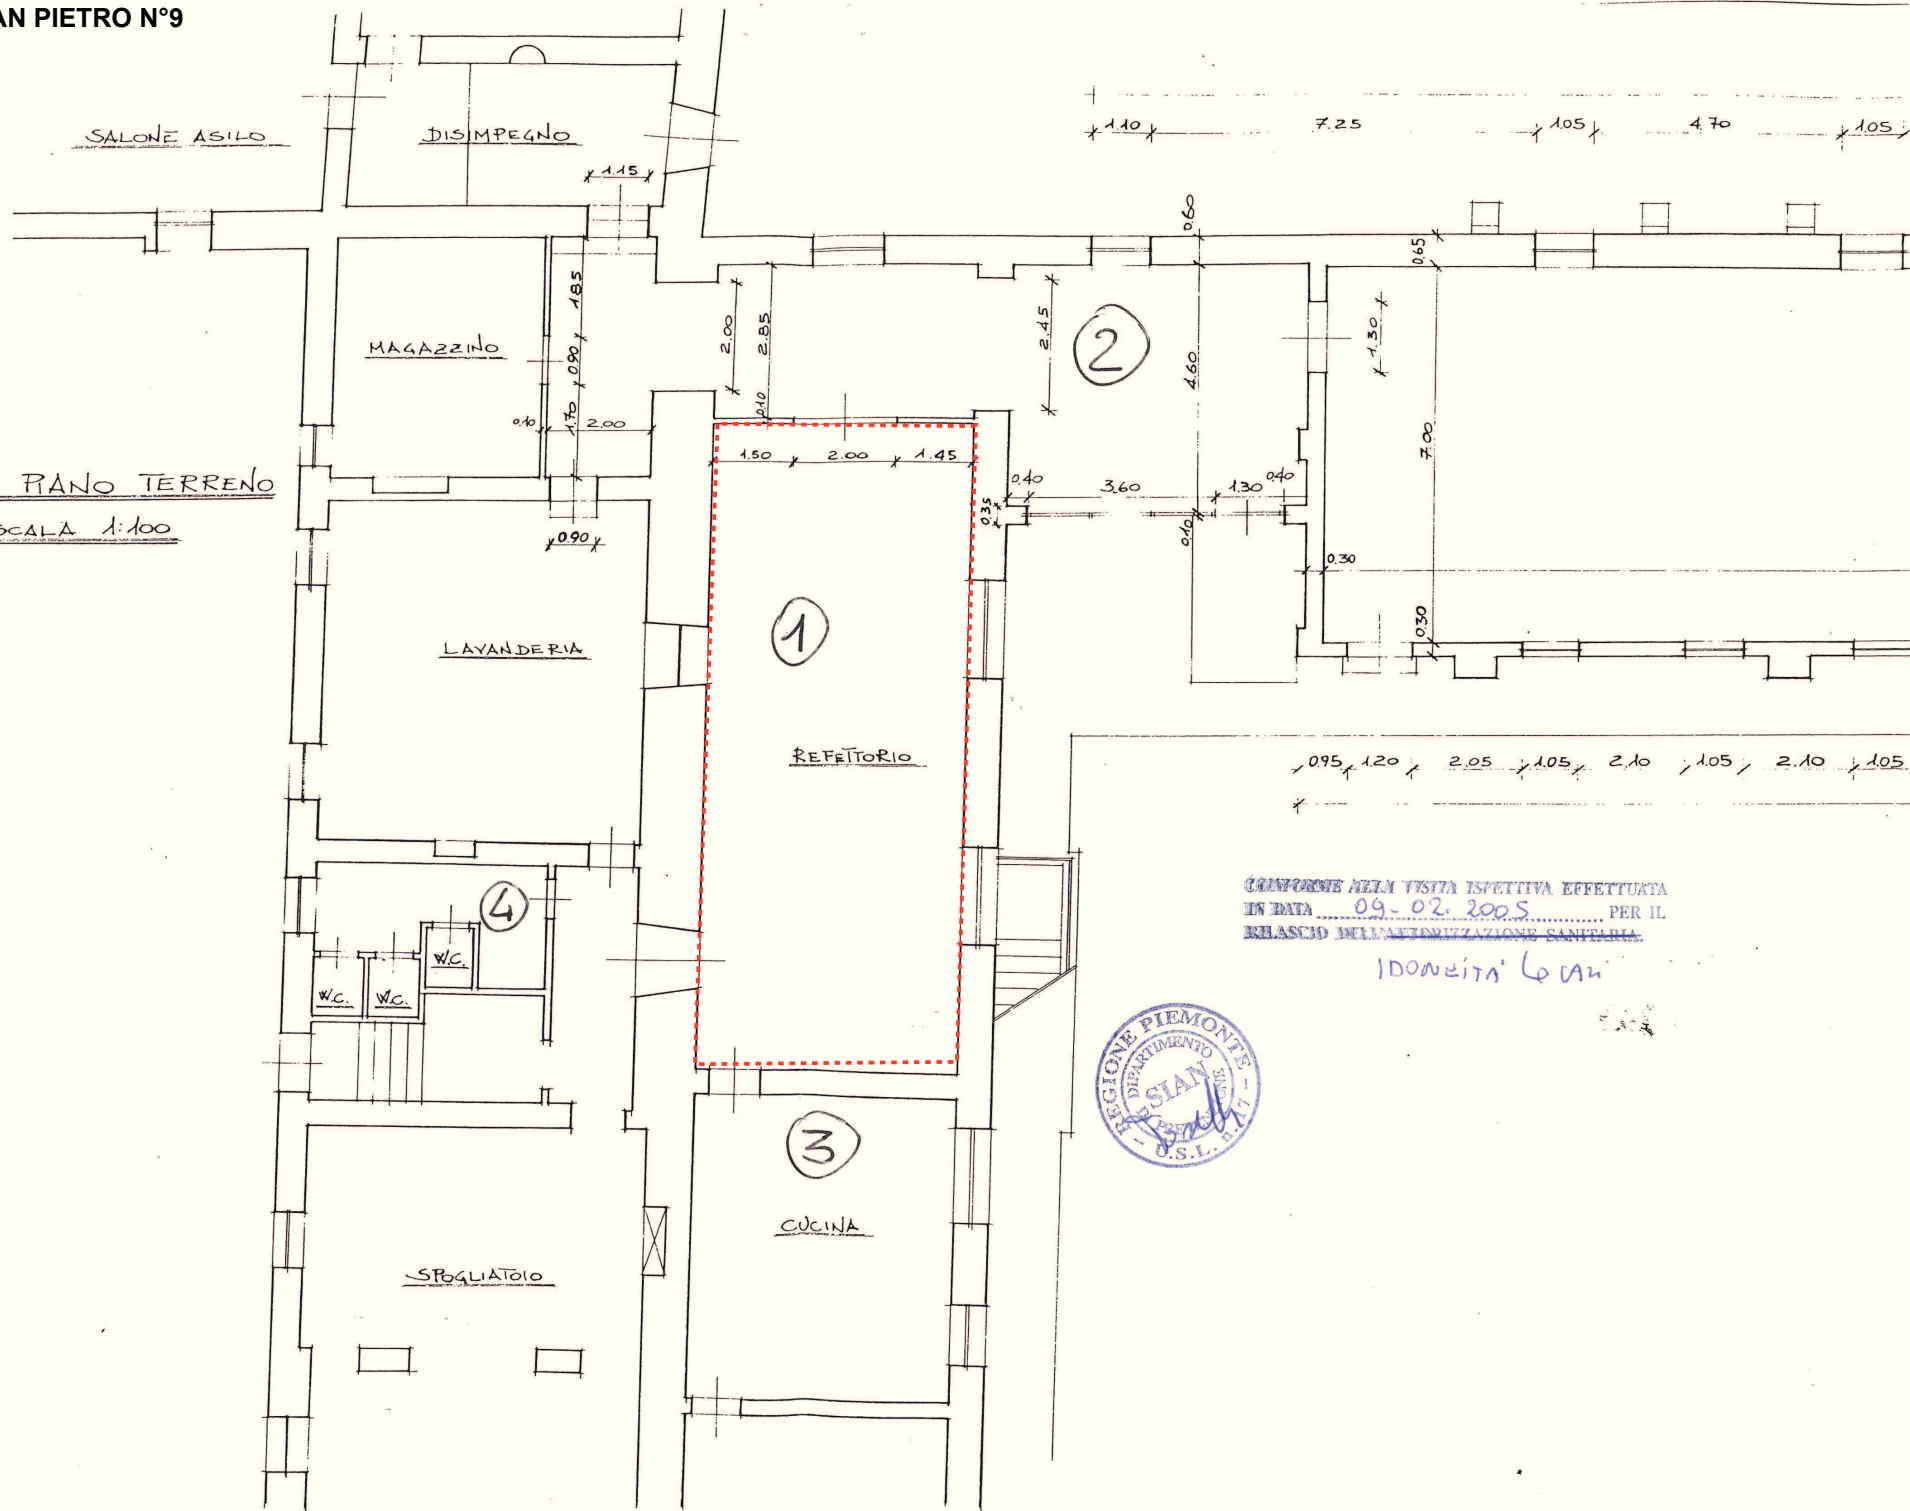 AN PIETRO N°9
SALONE ASILO
DISIMPEGNO
1.15
1.10 7.25 1.05 4.70 1.05
0.60
0.65
MAGAZZINO
1.85
0.90
1.70
0.10
2.00
2.00
2.85
0.10
2.45
2
4.60
1.30
7.00
PIANO TERRENO
SCALA 1:100
0.90
1.50 2.00 1.45
0.40
3.60
1.30
0.40
0.35
0.10
0.30
0.30
1
LAVANDERIA
REFETTORIO
0.95 1.20 2.05 1.05 2.10 1.05 2.10 1.05
4
W.C.
W.C.
W.C.
CONFORME ALLA VISITA ISPETTIVA EFFETTUATA
IN DATA 09-02.2005 PER IL
RILASCIO DELL'AUTORIZZAZIONE SANITARIA.
IDONEITA'
REGIONE PIEMONTE
DIPARTIMENTO
SIAN
U.S.L. n.17
3
CUCINA
SPOGLIATOIO